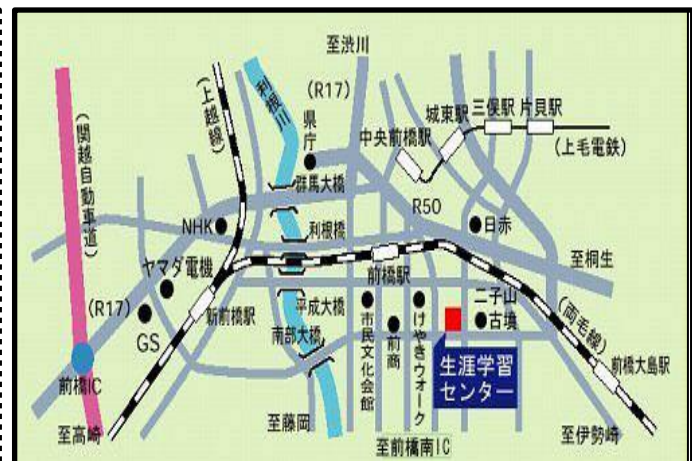 至渋川
(R17)
利根川
(上越線)
(関越自動車道)
県庁
城東駅
三俣駅
片貝駅
中央前橋駅
(上毛電鉄)
群馬大橋
R50
NHK
利根橋
日赤
至桐生
ヤマダ電機
前橋駅
(R17)
GS
新前橋駅
平成大橋
南部大橋
市民文化会館
前商
けやきウォーク
二子山
古墳
(両毛線)
生涯学習
センター
前橋大島駅
前橋IC
至高崎
至藤岡
至前橋南IC
至伊勢崎